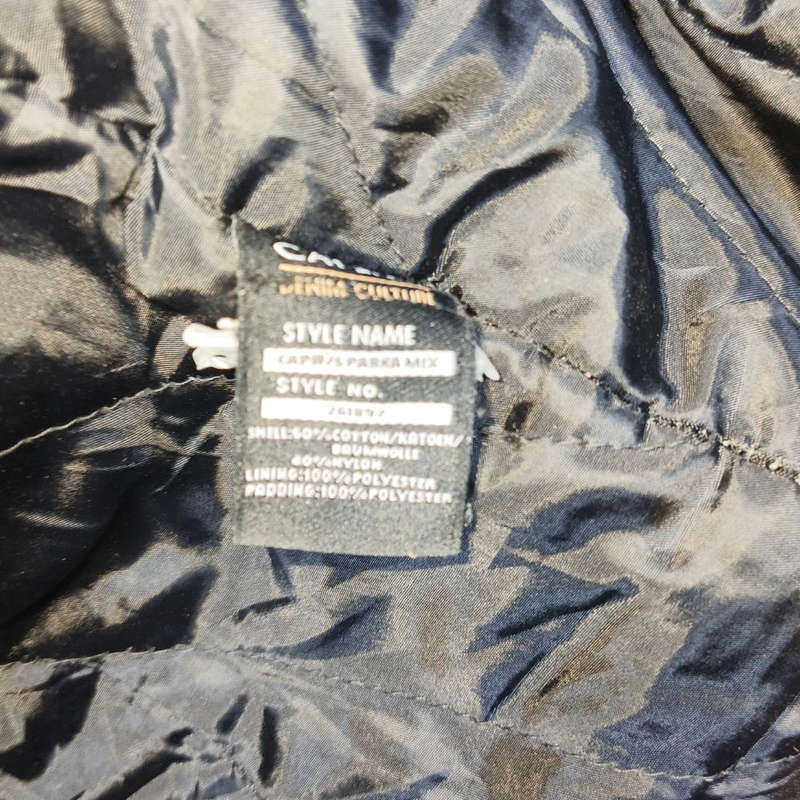 DENIM CULTURE
STYLE NAME
CAPRI/S PARKA MIX
STYLE NO.
261897
SHELL:60%COTTON/KATOEN/
BAUMWOLLE
40%NYLON
LINING:100%POLYESTER
PADDING:100%POLYESTER